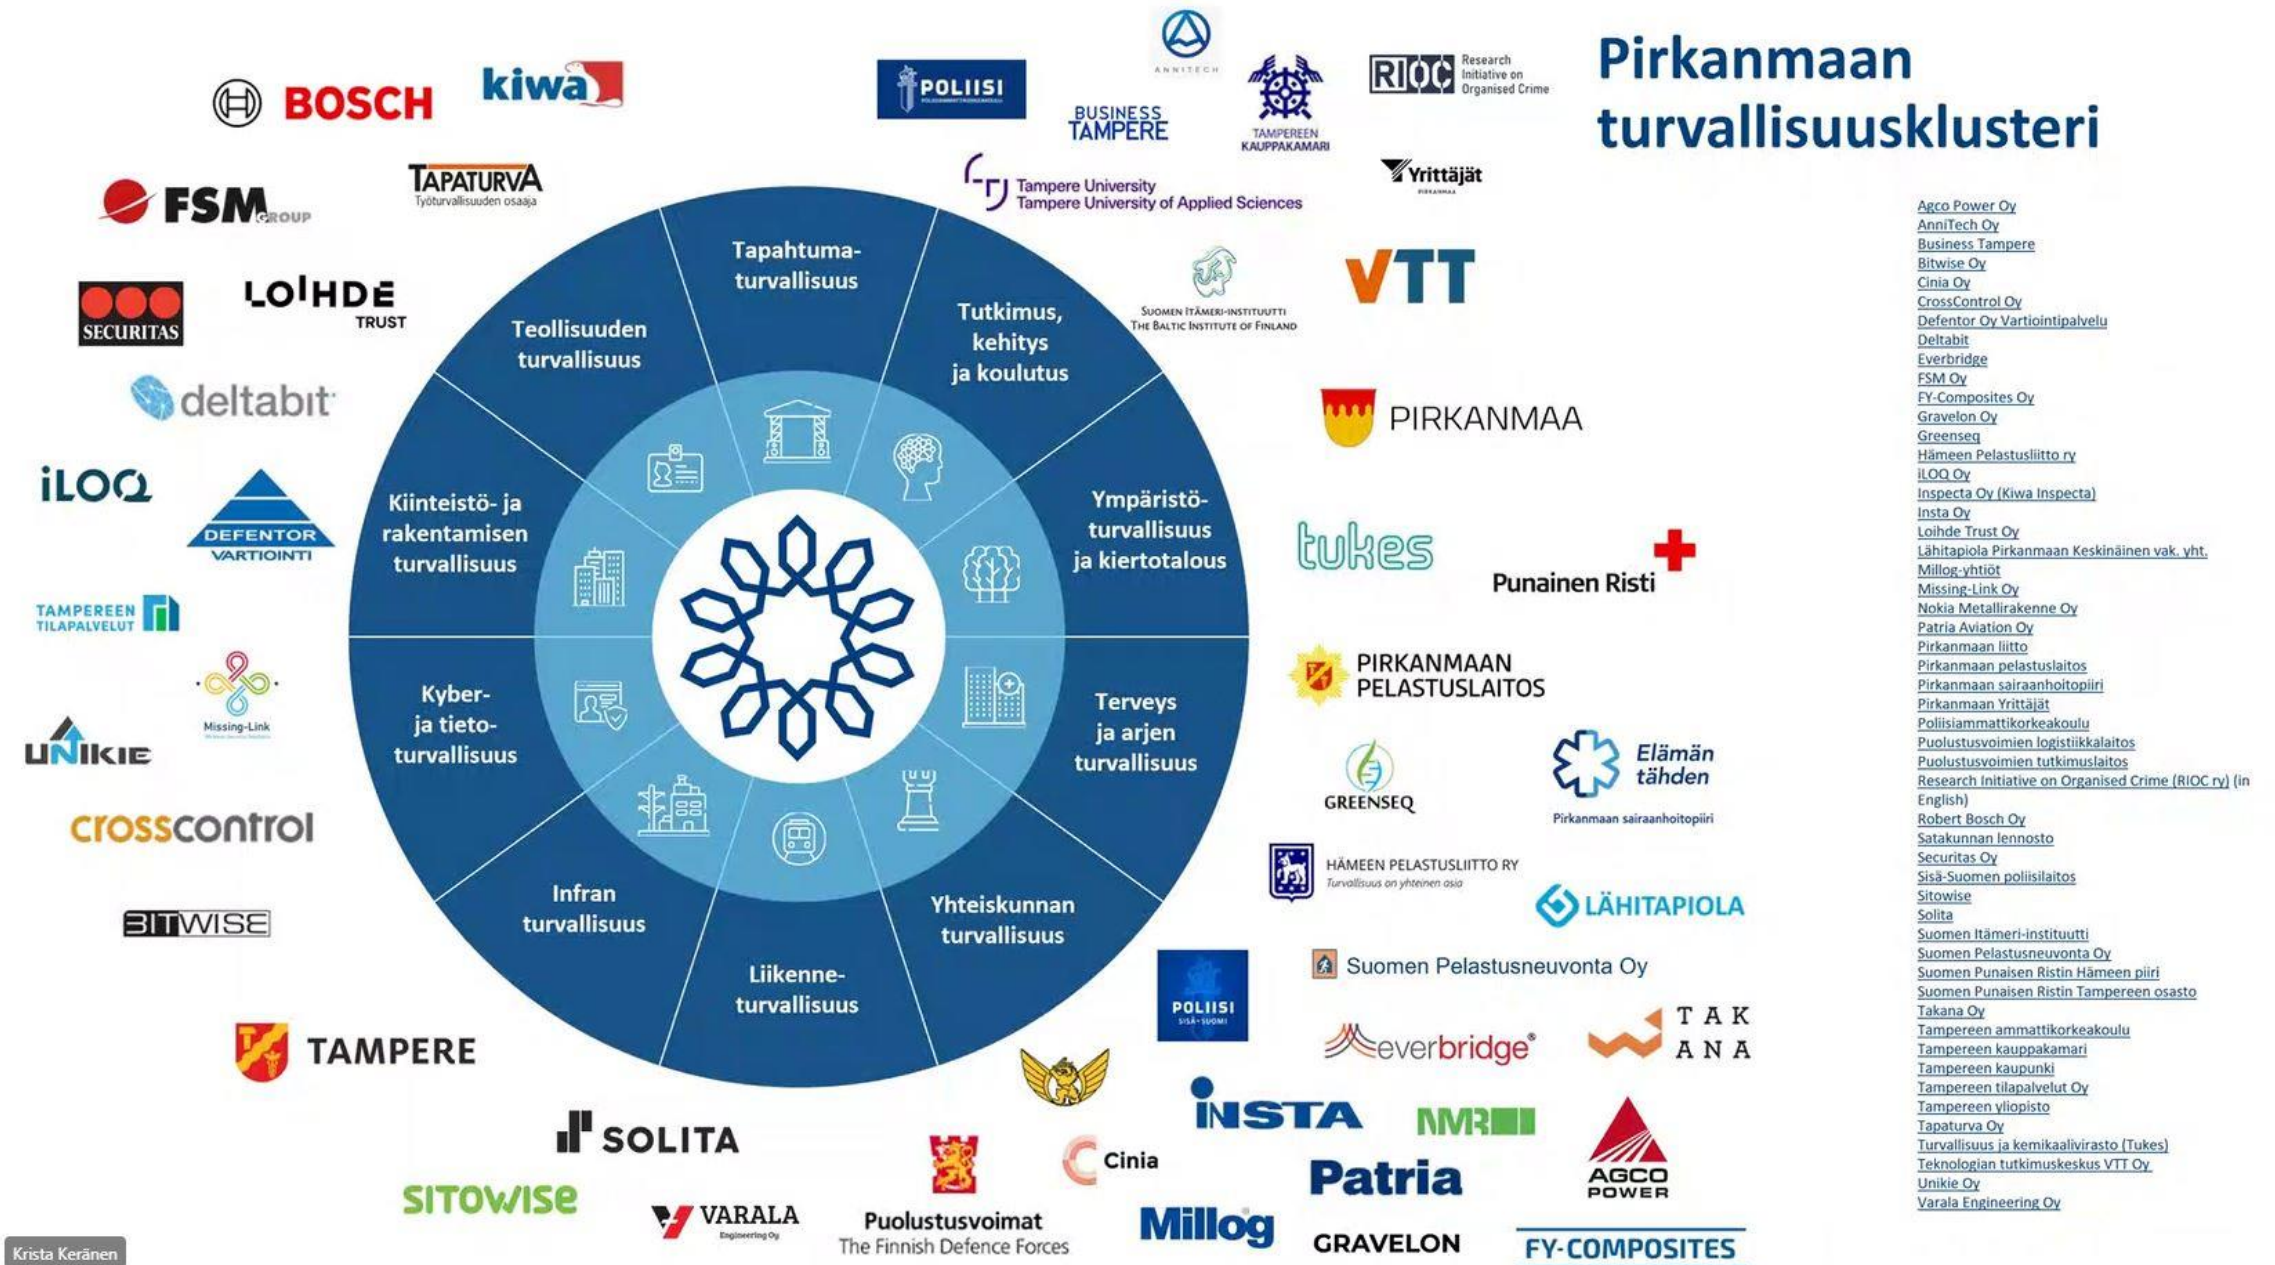 Pirkanmaan
turvallisuusklusteri
BOSCH
kiwa
POLIISI
ANNITECH
BUSINESS
TAMPERE
TAMPEREEN
KAUPPAKAMARI
RIOC
Research
Initiative on
Organised Crime
FSM GROUP
TAPATURVA
Työturvallisuuden osaaja
Tampere University
Tampere University of Applied Sciences
Yrittäjät
PIRKANMAA
SECURITAS
LOIHDE
TRUST
SUOMEN ITÄMERI-INSTITUUTTI
THE BALTIC INSTITUTE OF FINLAND
VTT
deltabit
PIRKANMAA
iLOQ
DEFENTOR
VARTIOINTI
tukes
Punainen Risti
TAMPEREEN
TILAPALVELUT
Missing-Link
PIRKANMAAN
PELASTUSLAITOS
UNIKIE
GREENSEQ
Elämän
tähden
Pirkanmaan sairaanhoitopiiri
crosscontrol
HÄMEEN PELASTUSLIITTO RY
Turvallisuus on yhteinen asia
LÄHITAPIOLA
BITWISE
Suomen Pelastusneuvonta Oy
POLIISI
SISÄ-SUOMI
TAMPERE
everbridge®
TAK
ANA
SOLITA
INSTA
NMR
AGCO
POWER
Cinia
Patria
SITOWISE
VARALA
Engineering Oy
Puolustusvoimat
The Finnish Defence Forces
Millog
GRAVELON
FY-COMPOSITES
Tapahtuma-
turvallisuus
Tutkimus,
kehitys
ja koulutus
Ympäristö-
turvallisuus
ja kiertotalous
Terveys
ja arjen
turvallisuus
Yhteiskunnan
turvallisuus
Liikenne-
turvallisuus
Infran
turvallisuus
Kyber-
ja tieto-
turvallisuus
Kiinteistö- ja
rakentamisen
turvallisuus
Teollisuuden
turvallisuus
Agco Power Oy
AnniTech Oy
Business Tampere
Bitwise Oy
Cinia Oy
CrossControl Oy
Defentor Oy Vartiointipalvelu
Deltabit
Everbridge
FSM Oy
FY-Composites Oy
Gravelon Oy
Greenseq
Hämeen Pelastusliitto ry
iLOQ Oy
Inspecta Oy (Kiwa Inspecta)
Insta Oy
Loihde Trust Oy
Lähitapiola Pirkanmaan Keskinäinen vak. yht.
Millog-yhtiöt
Missing-Link Oy
Nokia Metallirakenne Oy
Patria Aviation Oy
Pirkanmaan liitto
Pirkanmaan pelastuslaitos
Pirkanmaan sairaanhoitopiiri
Pirkanmaan Yrittäjät
Poliisiammattikorkeakoulu
Puolustusvoimien logistiikkalaitos
Puolustusvoimien tutkimuslaitos
Research Initiative on Organised Crime (RIOC ry) (in
English)
Robert Bosch Oy
Satakunnan lennosto
Securitas Oy
Sisä-Suomen poliisilaitos
Sitowise
Solita
Suomen Itämeri-instituutti
Suomen Pelastusneuvonta Oy
Suomen Punaisen Ristin Hämeen piiri
Suomen Punaisen Ristin Tampereen osasto
Takana Oy
Tampereen ammattikorkeakoulu
Tampereen kauppakamari
Tampereen kaupunki
Tampereen tilapalvelut Oy
Tampereen yliopisto
Tapaturva Oy
Turvallisuus ja kemikaalivirasto (Tukes)
Teknologian tutkimuskeskus VTT Oy
Unikie Oy
Varala Engineering Oy
Krista Keränen